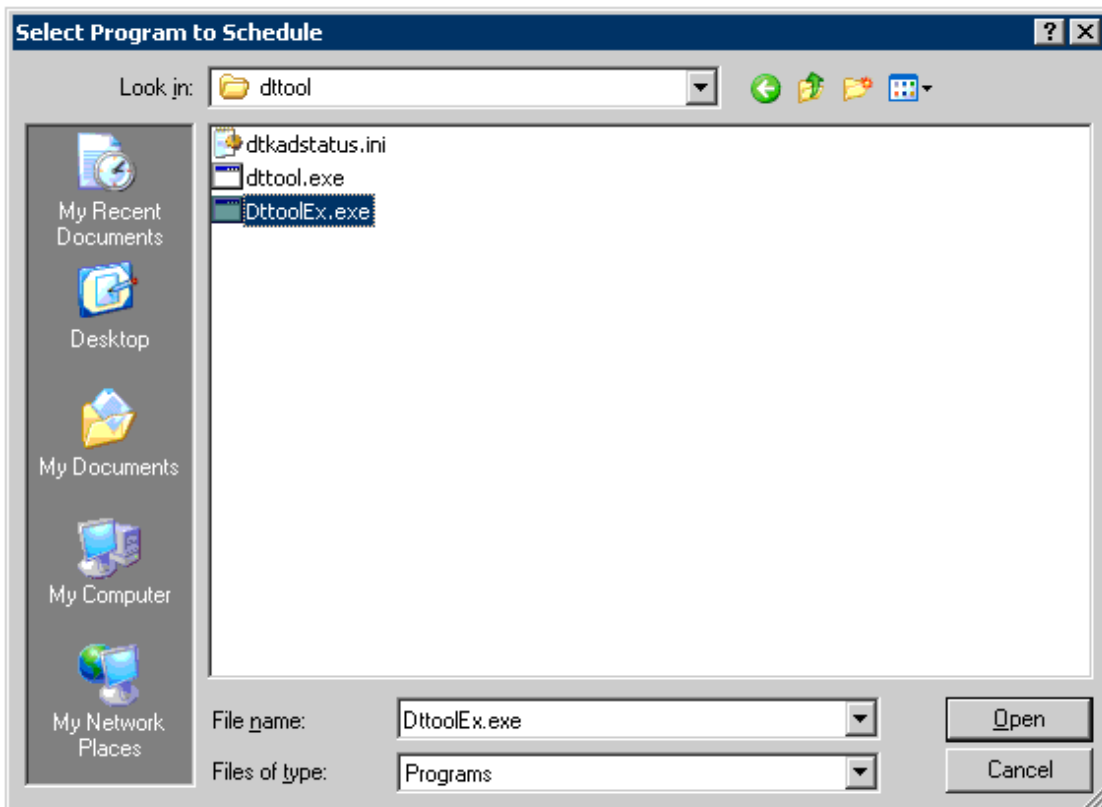 Select Program to Schedule
Look in: dttool
dtkadstatus.ini
dttool.exe
DttoolEx.exe
My Recent
Documents
Desktop
My Documents
My Computer
My Network
Places
File name: DttoolEx.exe Open
Files of type: Programs Cancel